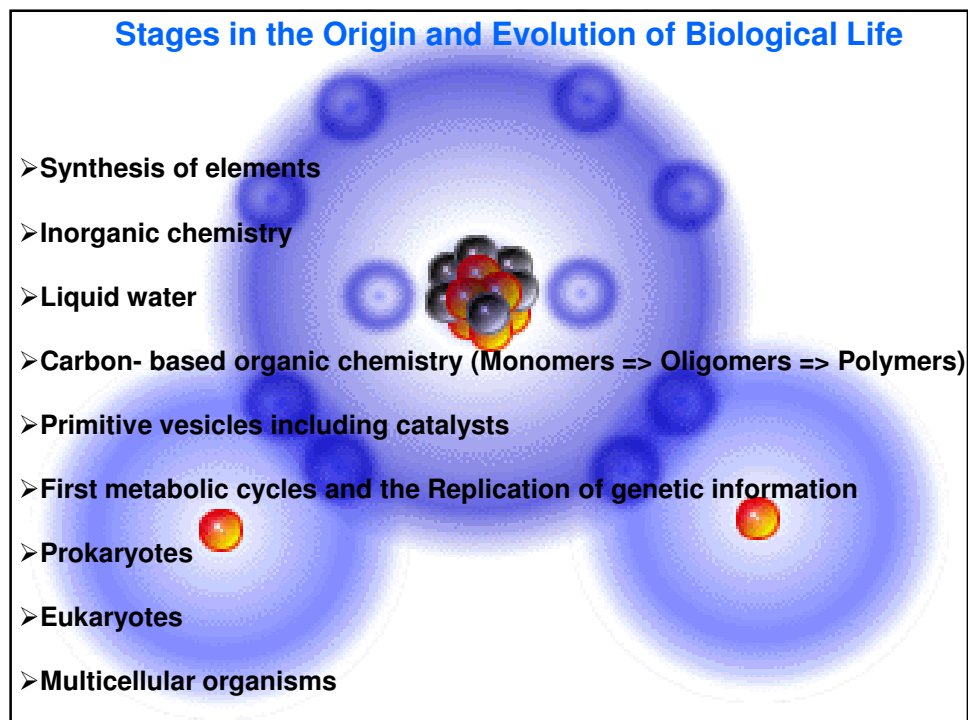 Stages in the Origin and Evolution of Biological Life
➢Synthesis of elements
➢Inorganic chemistry
➢Liquid water
➢Carbon- based organic chemistry (Monomers => Oligomers => Polymers)
➢Primitive vesicles including catalysts
➢First metabolic cycles and the Replication of genetic information
➢Prokaryotes
➢Eukaryotes
➢Multicellular organisms